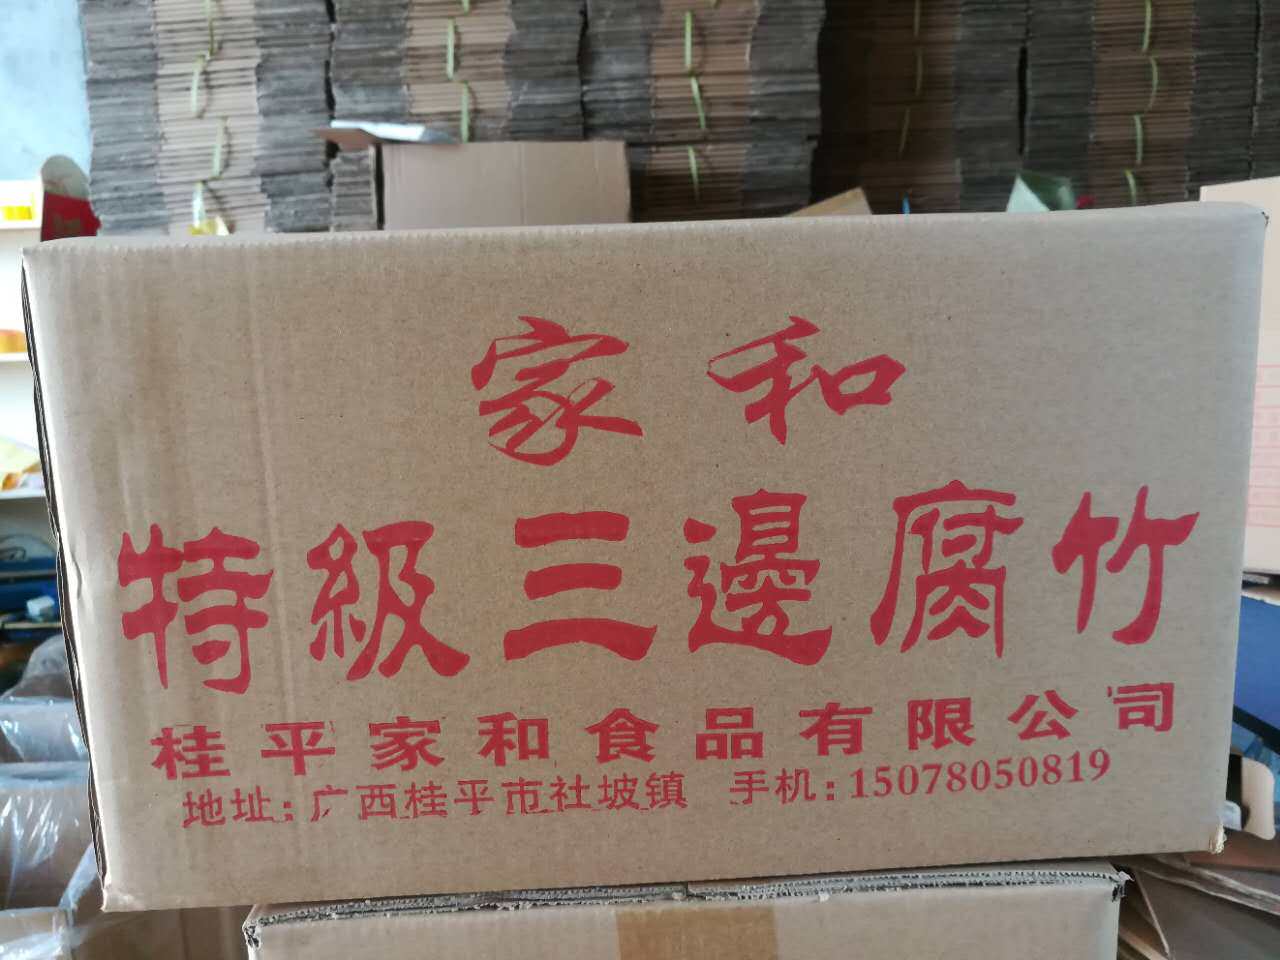 家和
特級三邊腐竹
桂平家和食品有限公司
地址:广西桂平市社坡镇 手机:15078050819